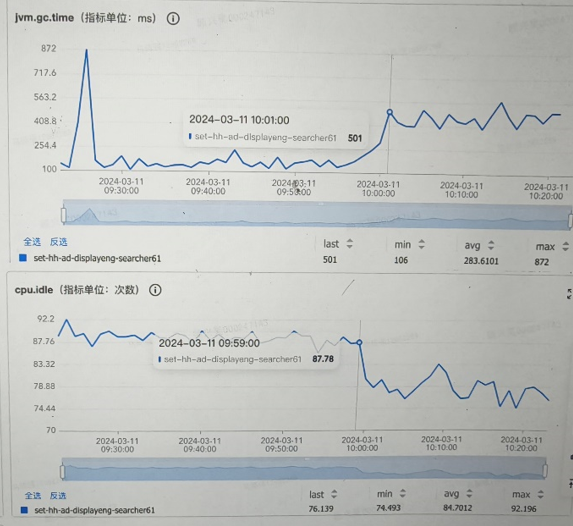 jvm.gc.time（指标单位：ms）
872
717.6
563.2
408.8
254.4
100
2024-03-11 10:01:00
set-hh-ad-displayeng-searcher61 501
2024-03-11 2024-03-11 2024-03-11 2024-03-11 2024-03-11 2024-03-11
09:30:00 09:40:00 09:50:00 10:00:00 10:10:00 10:20:00
全选 反选 last min avg max
set-hh-ad-displayeng-searcher61 501 106 283.6101 872
cpu.idle（指标单位：次数）
92.2
87.76
83.32
78.88
74.44
70
2024-03-11 09:59:00
set-hh-ad-displayeng-searcher61 87.78
2024-03-11 2024-03-11 2024-03-11 2024-03-11 2024-03-11 2024-03-11
09:30:00 09:40:00 09:50:00 10:00:00 10:10:00 10:20:00
全选 反选 last min avg max
set-hh-ad-displayeng-searcher61 76.139 74.493 84.7012 92.196